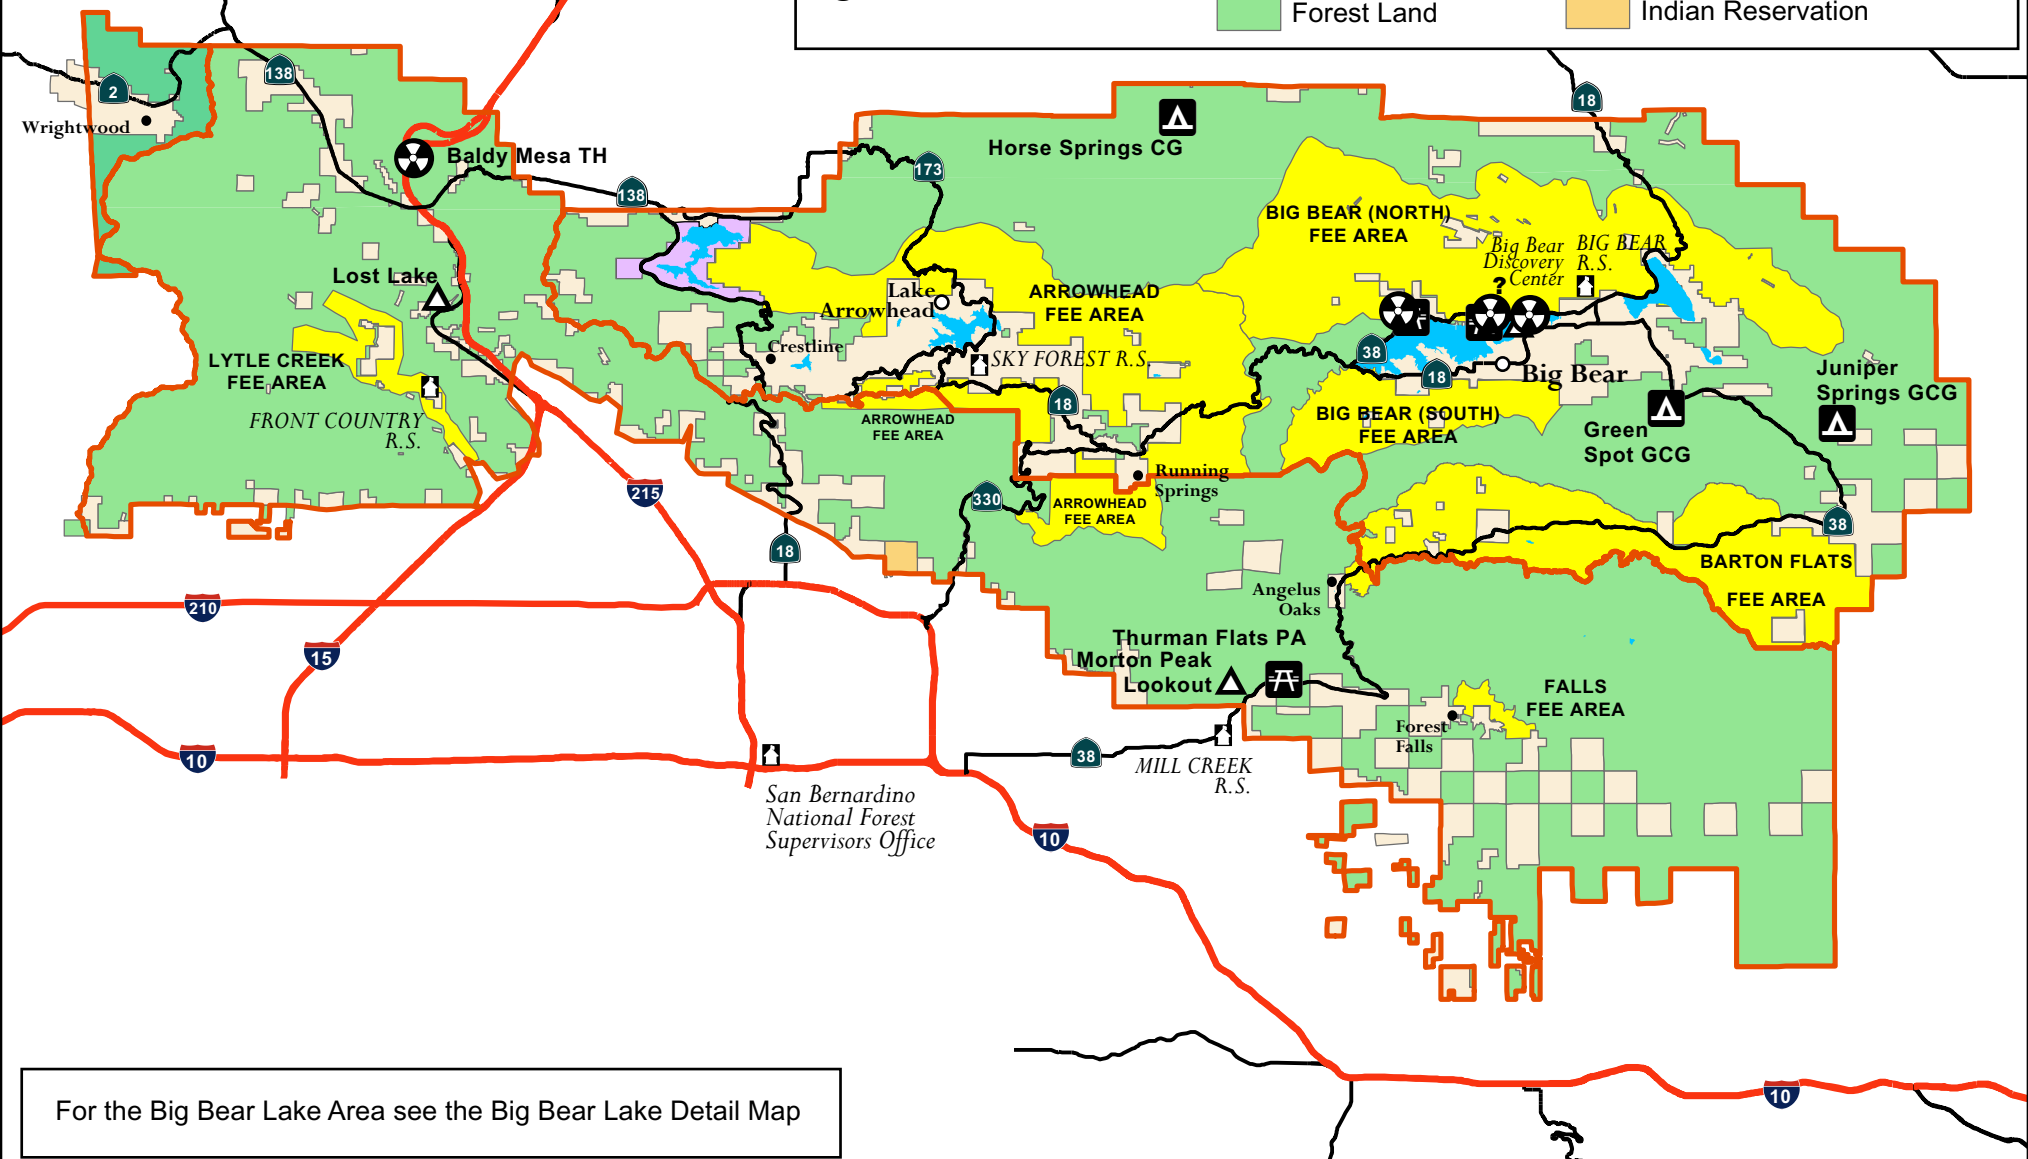 Forest Land
Indian Reservation
138
2
Wrightwood
Baldy Mesa TH
138
173
Horse Springs CG
18
BIG BEAR (NORTH)
FEE AREA
Big Bear
Discovery
Center
?
BIG BEAR
R.S.
Lost Lake
Lake
Arrowhead
ARROWHEAD
FEE AREA
Crestline
SKY FOREST R.S.
LYTLE CREEK
FEE AREA
FRONT COUNTRY
R.S.
38
18
Big Bear
Juniper
Springs GCG
18
ARROWHEAD
FEE AREA
BIG BEAR (SOUTH)
FEE AREA
Green
Spot GCG
Running
Springs
215
330
ARROWHEAD
FEE AREA
38
18
BARTON FLATS
FEE AREA
Angelus
Oaks
210
15
Thurman Flats PA
Morton Peak
Lookout
FALLS
FEE AREA
Forest
Falls
10
38
MILL CREEK
R.S.
San Bernardino
National Forest
Supervisors Office
10
10
For the Big Bear Lake Area see the Big Bear Lake Detail Map